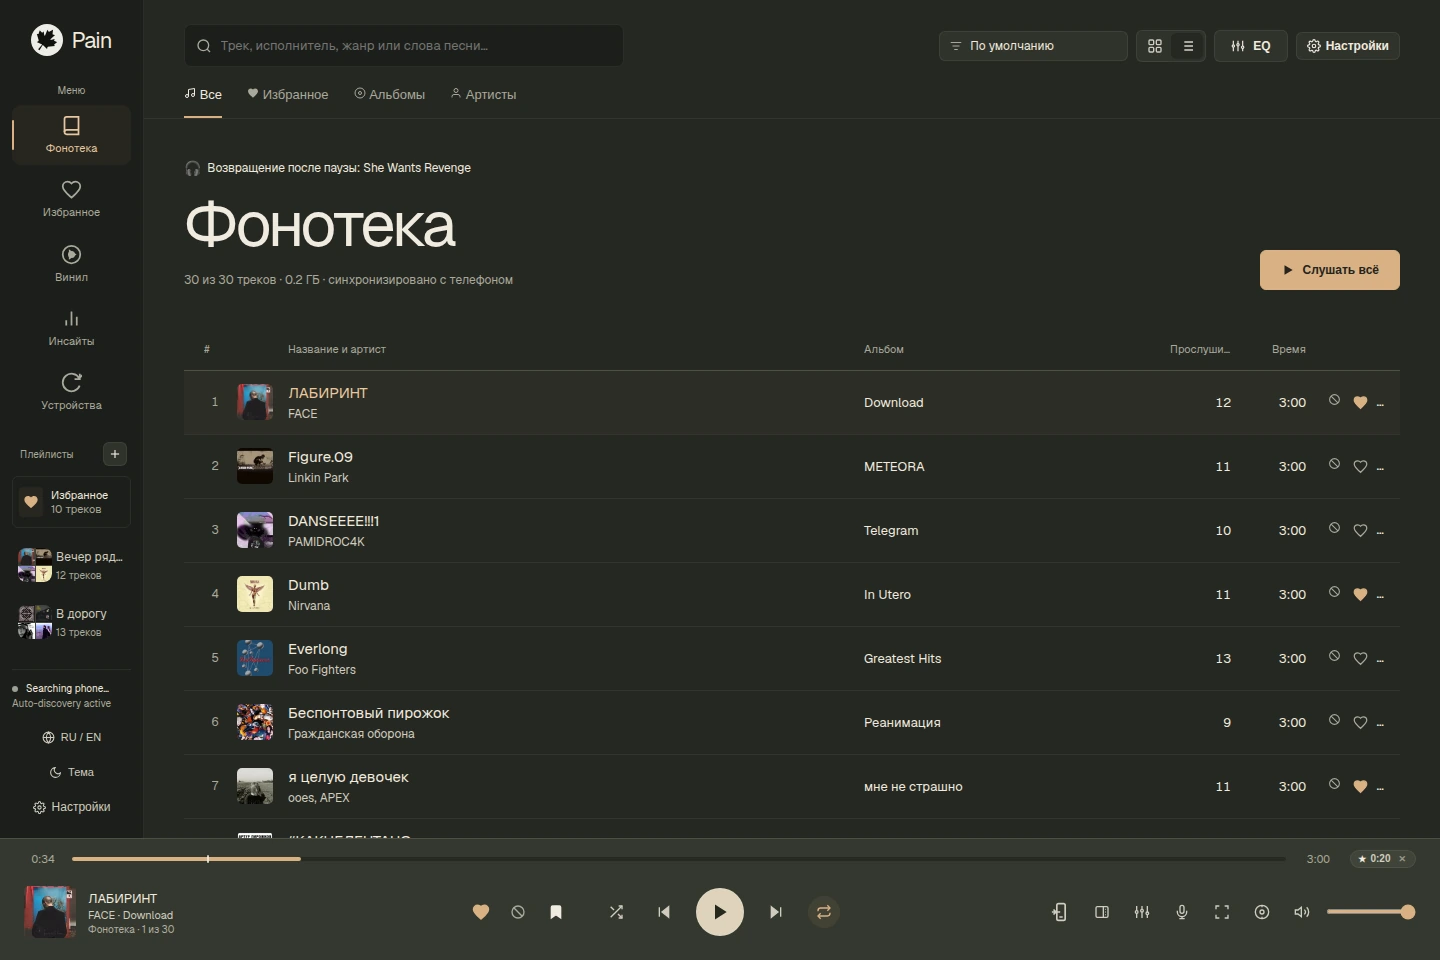 Pain
Трек, исполнитель, жанр или слова песни…
По умолчанию
EQ
Настройки
Все
Избранное
Альбомы
Артисты
Меню
Фонотека
Избранное
Винил
Инсайты
Устройства
Плейлисты
+
Избранное
10 треков
Вечер ряд…
12 треков
В дорогу
13 треков
Searching phone…
Auto-discovery active
RU / EN
Тема
Настройки
Возвращение после паузы: She Wants Revenge
Фонотека
30 из 30 треков · 0.2 ГБ · синхронизировано с телефоном
Слушать всё
# Название и артист Альбом Прослуши… Время
1 ЛАБИРИНТ Download 12 3:00 …
FACE
2 Figure.09 METEORA 11 3:00 …
Linkin Park
3 DANSEEEE!!!1 Telegram 10 3:00 …
PAMIDROC4K
4 Dumb In Utero 11 3:00 …
Nirvana
5 Everlong Greatest Hits 13 3:00 …
Foo Fighters
6 Беспонтовый пирожок Реанимация 9 3:00 …
Гражданская оборона
7 я целую девочек мне не страшно 11 3:00 …
ooes, APEX
0:34 3:00 ★ 0:20 ×
ЛАБИРИНТ
FACE · Download
Фонотека · 1 из 30